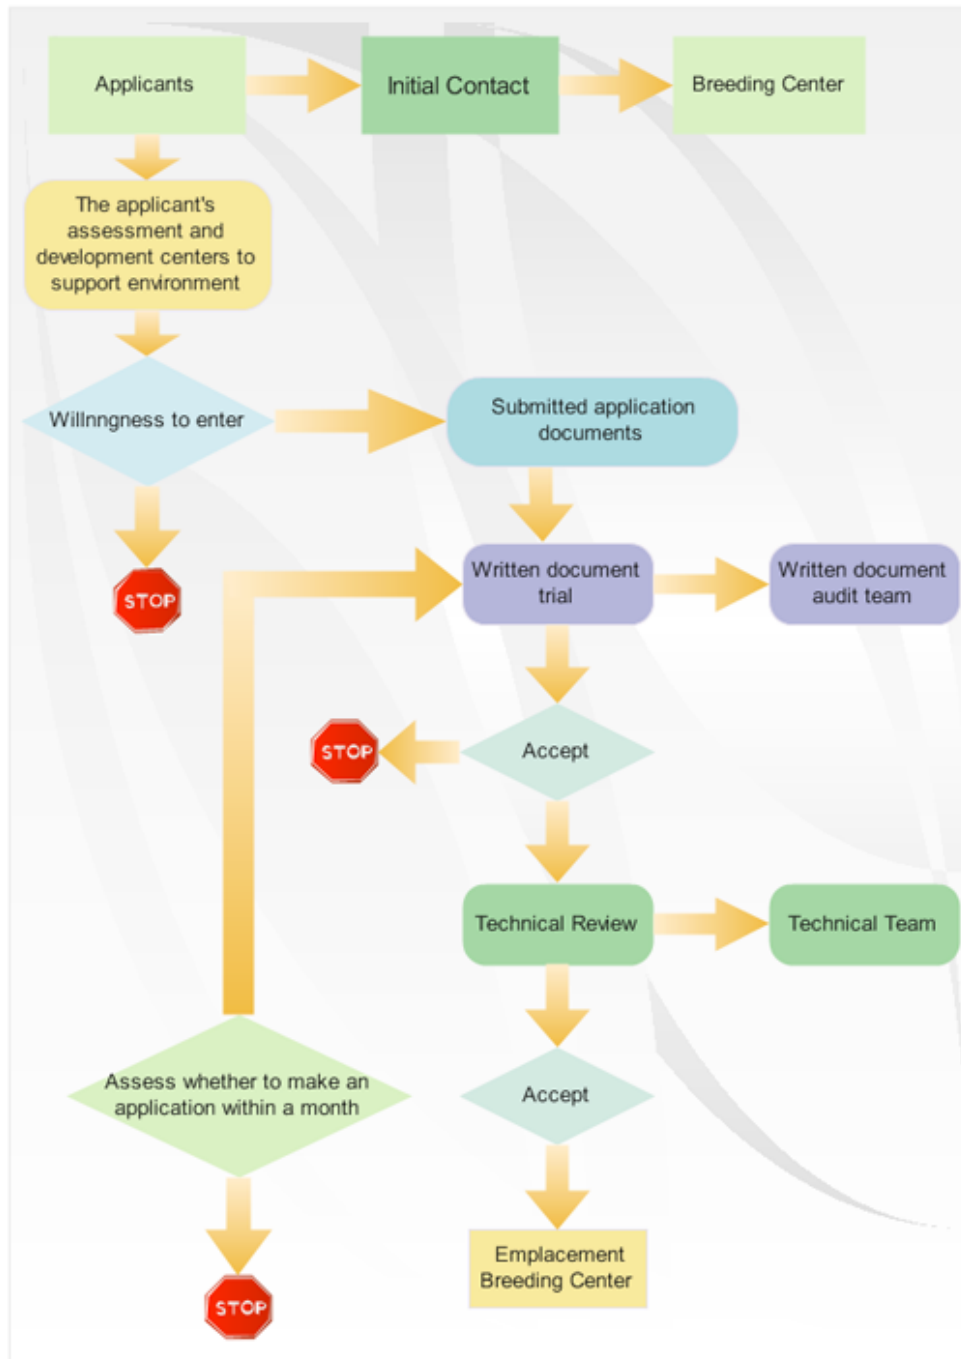 Applicants
Initial Contact
Breeding Center
The applicant's
assessment and
development centers to
support environment
Willnngness to enter
Submitted application
documents
STOP
Written document
trial
Written document
audit team
STOP
Accept
Technical Review
Technical Team
Assess whether to make an
application within a month
Accept
Emplacement
Breeding Center
STOP